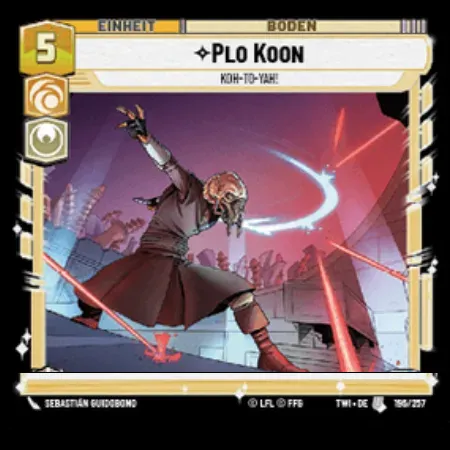 EINHEIT BODEN
5
✧PLO KOON
KOH-TO-YAH!
SEBASTIÁN GUIDOBONO © LFL © FFG TWI • DE 196/257